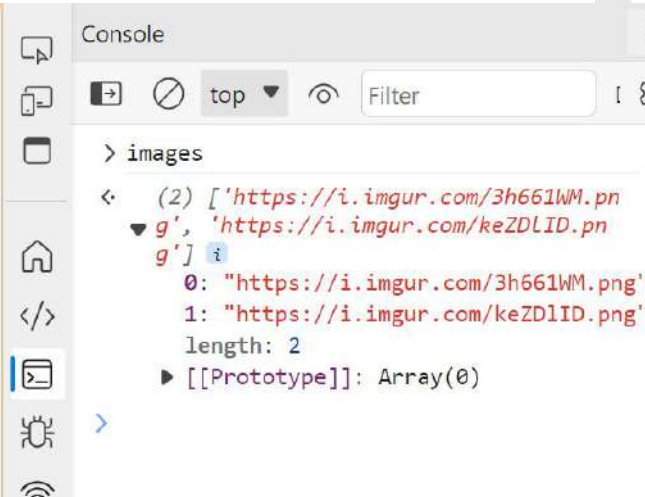 Console
top Filter
> images
(2) ['https://i.imgur.com/3h661WM.pn
g', 'https://i.imgur.com/keZDlID.pn
g'] i
0: "https://i.imgur.com/3h661WM.png"
1: "https://i.imgur.com/keZDlID.png"
length: 2
[[Prototype]]: Array(0)
>